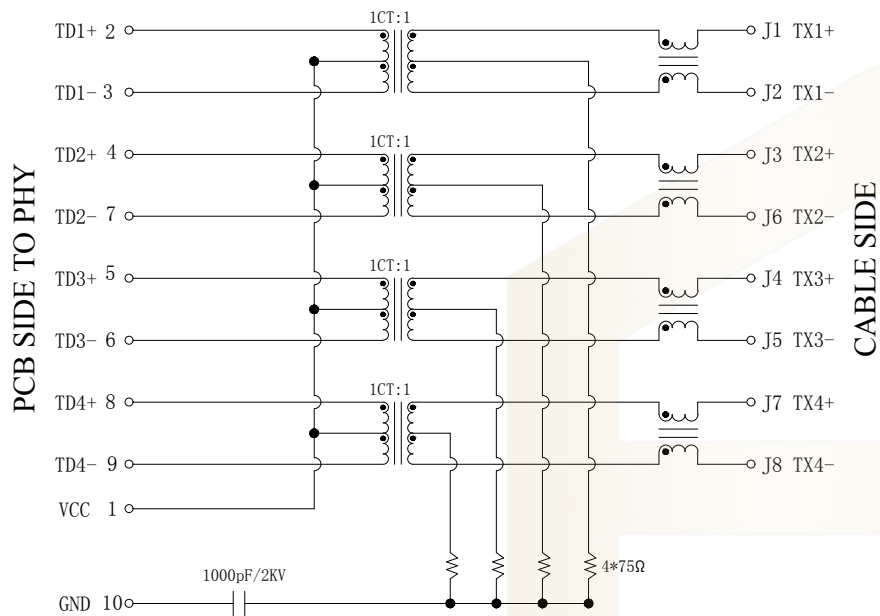 1CT:1
TD1+ 2
J1 TX1+
TD1- 3
J2 TX1-
1CT:1
TD2+ 4
J3 TX2+
TD2- 7
J6 TX2-
1CT:1
TD3+ 5
J4 TX3+
TD3- 6
J5 TX3-
1CT:1
TD4+ 8
J7 TX4+
TD4- 9
J8 TX4-
VCC 1
4*75Ω
1000pF/2KV
GND 10
PCB SIDE TO PHY
CABLE SIDE